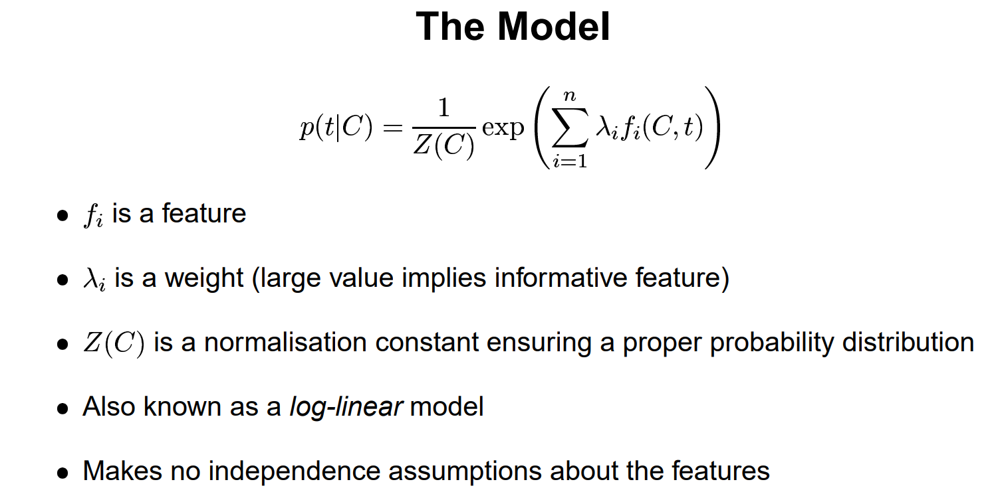 The Model
p(t|C) = \frac{1}{Z(C)} \exp\left(\sum_{i=1}^{n} \lambda_i f_i(C, t)\right)
• f_i is a feature
• λ_i is a weight (large value implies informative feature)
• Z(C) is a normalisation constant ensuring a proper probability distribution
• Also known as a log-linear model
• Makes no independence assumptions about the features